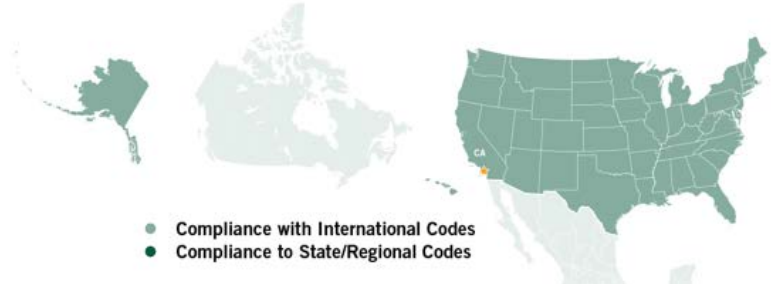 CA
Compliance with International Codes
Compliance to State/Regional Codes